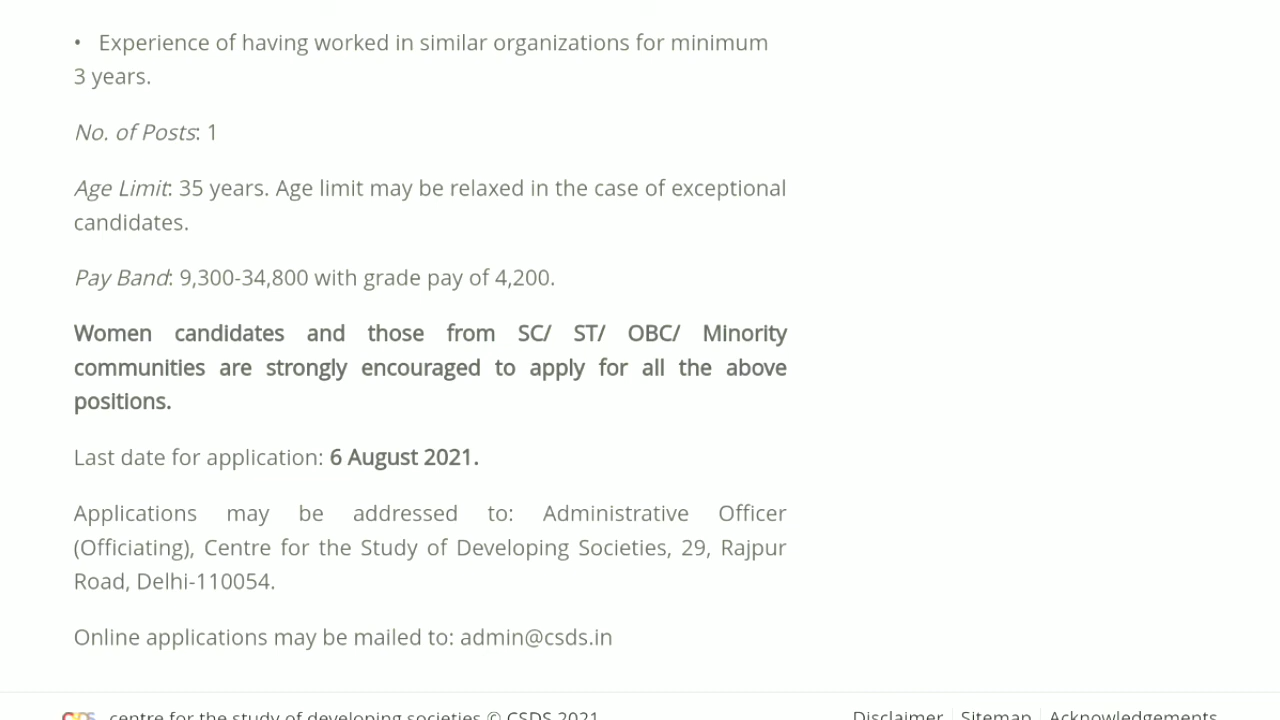 • Experience of having worked in similar organizations for minimum
3 years.
No. of Posts: 1
Age Limit: 35 years. Age limit may be relaxed in the case of exceptional
candidates.
Pay Band: 9,300-34,800 with grade pay of 4,200.
Women candidates and those from SC/ ST/ OBC/ Minority
communities are strongly encouraged to apply for all the above
positions.
Last date for application: 6 August 2021.
Applications may be addressed to: Administrative Officer
(Officiating), Centre for the Study of Developing Societies, 29, Rajpur
Road, Delhi-110054.
Online applications may be mailed to: admin@csds.in
CSDS centre for the study of developing societies © CSDS 2021 Disclaimer Sitemap Acknowledgements